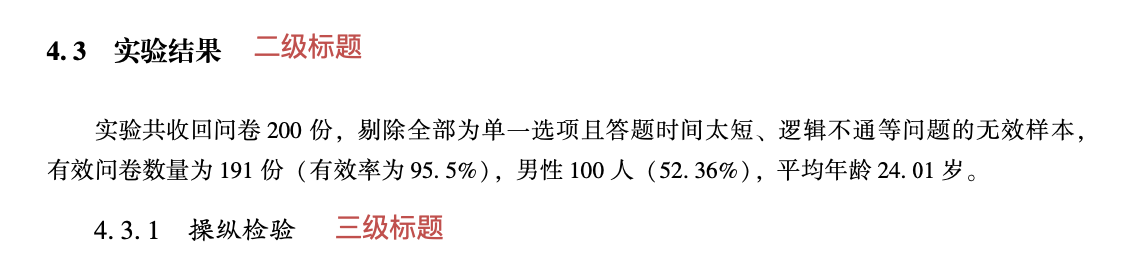 4.3 实验结果 二级标题
实验共收回问卷 200 份，剔除全部为单一选项且答题时间太短、逻辑不通等问题的无效样本，
有效问卷数量为 191 份（有效率为 95.5%），男性 100 人（52.36%），平均年龄 24.01 岁。
4.3.1 操纵检验 三级标题